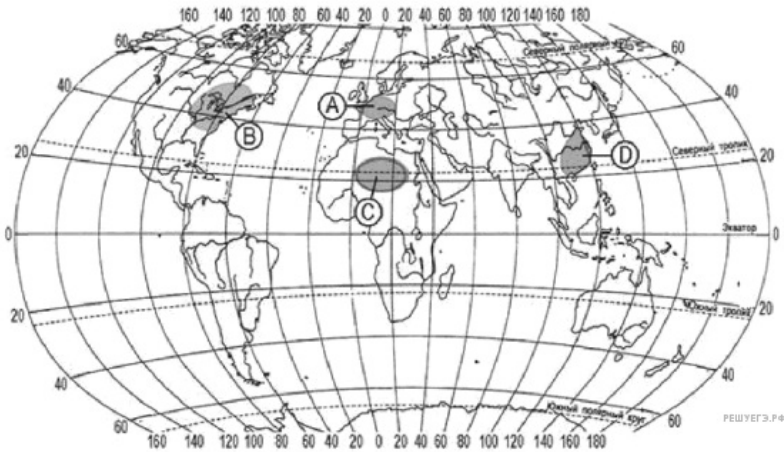 160 140 120 100 80 60 40 20 0 20 40 60 80 100 120 140 160 180
60 Северный полярный круг 60
40 40
A
B
D
20 Северный тропик 20
C
0 Экватор 0
20 Южный тропик 20
40 40
60 Южный полярный круг 60
РЕШУЕГЭ.РФ
160 140 120 100 80 60 40 20 0 20 40 60 80 100 120 140 160 180